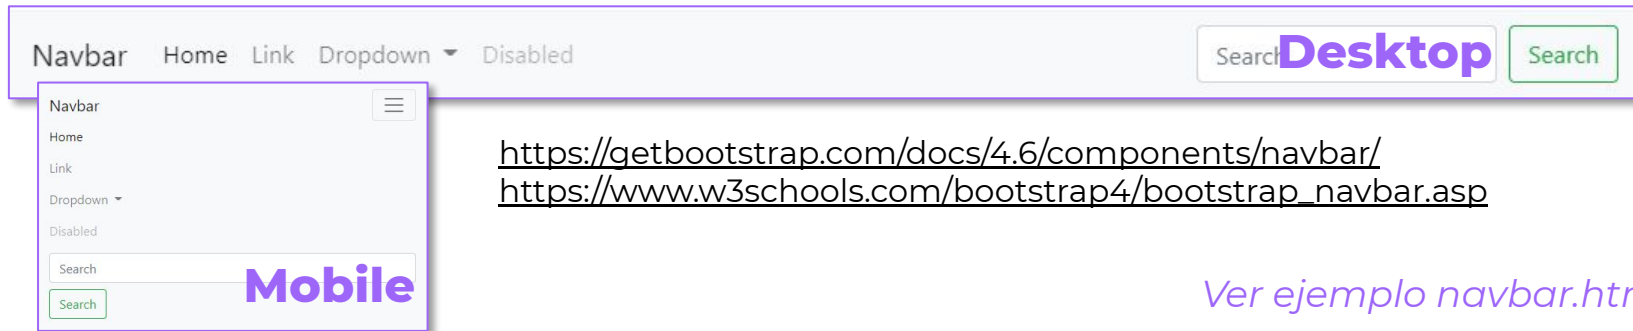 Navbar Home Link Dropdown Disabled Search Desktop Search
Navbar
Home
Link
Dropdown
Disabled
Search
Mobile
Search
https://getbootstrap.com/docs/4.6/components/navbar/
https://www.w3schools.com/bootstrap4/bootstrap_navbar.asp
Ver ejemplo navbar.htr